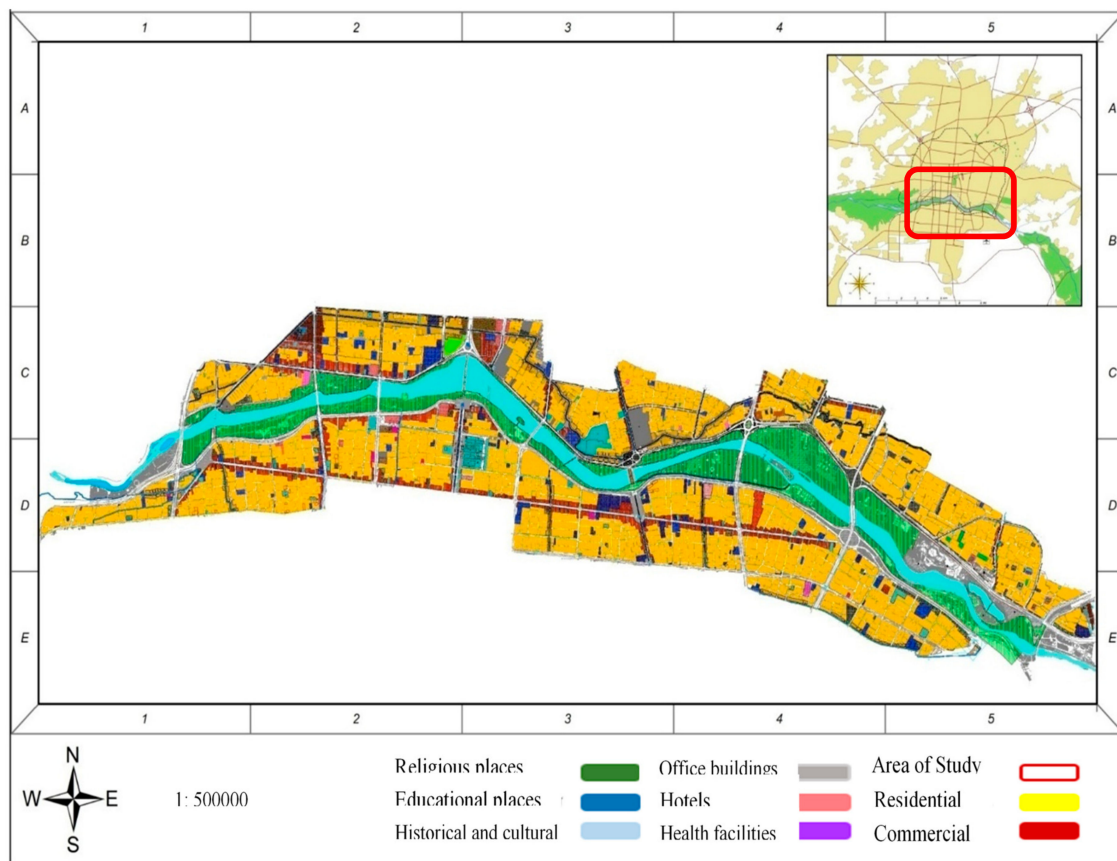 1 2 3 4 5
A A
B B
C C
D D
E E
1 2 3 4 5
N
W E
S
1: 500000
Religious places Office buildings Area of Study
Educational places Hotels Residential
Historical and cultural Health facilities Commercial